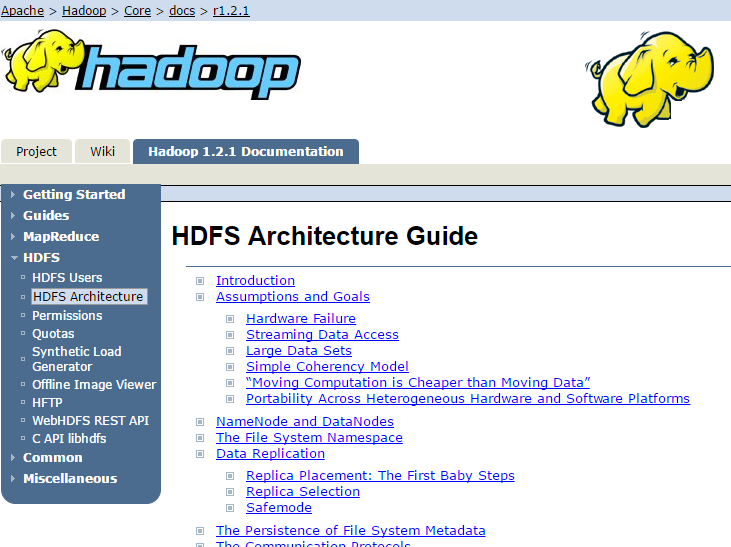 Apache > Hadoop > Core > docs > r1.2.1
hadoop
Project
Wiki
Hadoop 1.2.1 Documentation
Getting Started
Guides
MapReduce
HDFS
HDFS Users
HDFS Architecture
Permissions
Quotas
Synthetic Load
Generator
Offline Image Viewer
HFTP
WebHDFS REST API
C API libhdfs
Common
Miscellaneous
HDFS Architecture Guide
Introduction
Assumptions and Goals
Hardware Failure
Streaming Data Access
Large Data Sets
Simple Coherency Model
“Moving Computation is Cheaper than Moving Data”
Portability Across Heterogeneous Hardware and Software Platforms
NameNode and DataNodes
The File System Namespace
Data Replication
Replica Placement: The First Baby Steps
Replica Selection
Safemode
The Persistence of File System Metadata
The Communication Protocols